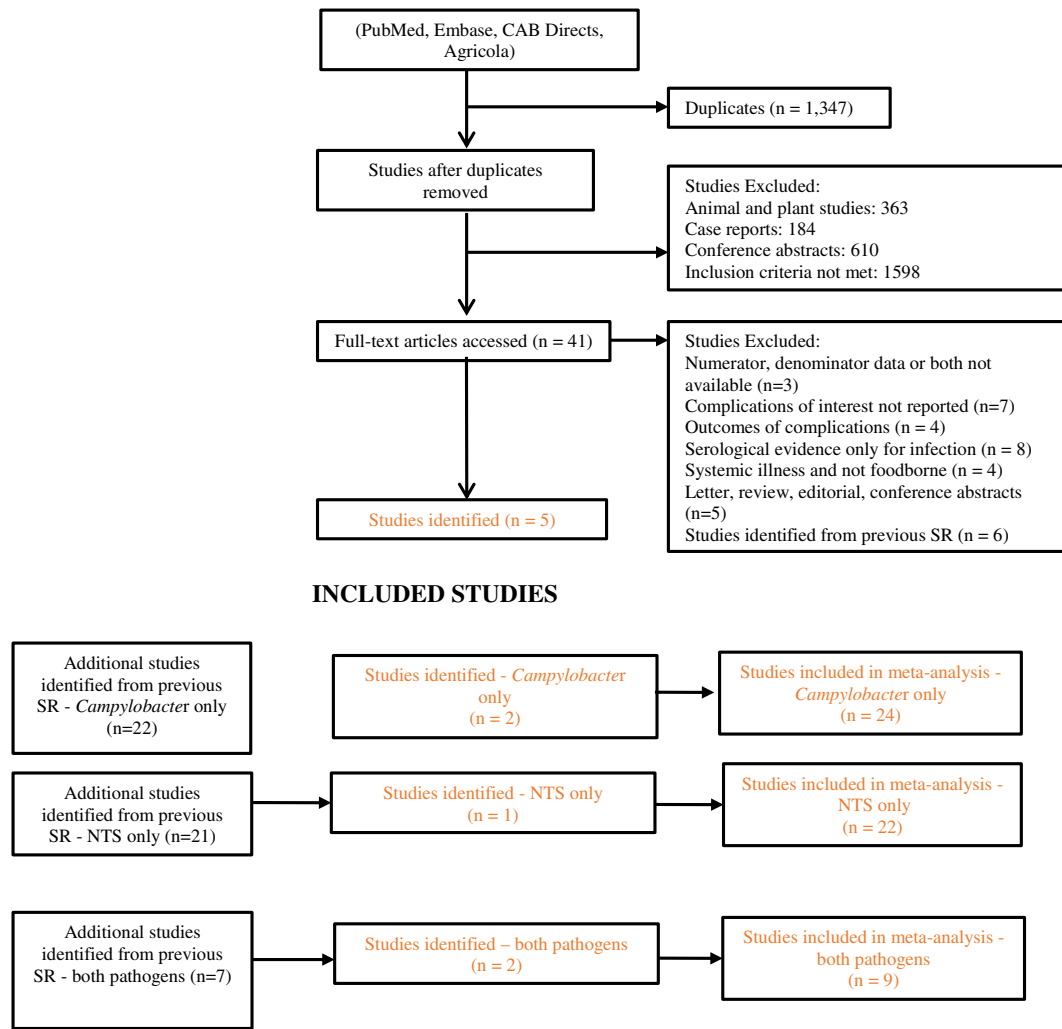 (PubMed, Embase, CAB Directs,
Agricola)
Duplicates (n = 1,347)
Studies after duplicates
removed
Studies Excluded:
Animal and plant studies: 363
Case reports: 184
Conference abstracts: 610
Inclusion criteria not met: 1598
Full-text articles accessed (n = 41)
Studies Excluded:
Numerator, denominator data or both not
available (n=3)
Complications of interest not reported (n=7)
Outcomes of complications (n = 4)
Serological evidence only for infection (n = 8)
Systemic illness and not foodborne (n = 4)
Letter, review, editorial, conference abstracts
(n=5)
Studies identified from previous SR (n = 6)
Studies identified (n = 5)
INCLUDED STUDIES
Additional studies
identified from previous
SR - Campylobacter only
(n=22)
Studies identified - Campylobacter
only
(n = 2)
Studies included in meta-analysis -
Campylobacter only
(n = 24)
Additional studies
identified from previous
SR - NTS only (n=21)
Studies identified - NTS only
(n = 1)
Studies included in meta-analysis -
NTS only
(n = 22)
Additional studies
identified from previous
SR - both pathogens (n=7)
Studies identified – both pathogens
(n = 2)
Studies included in meta-analysis -
both pathogens
(n = 9)